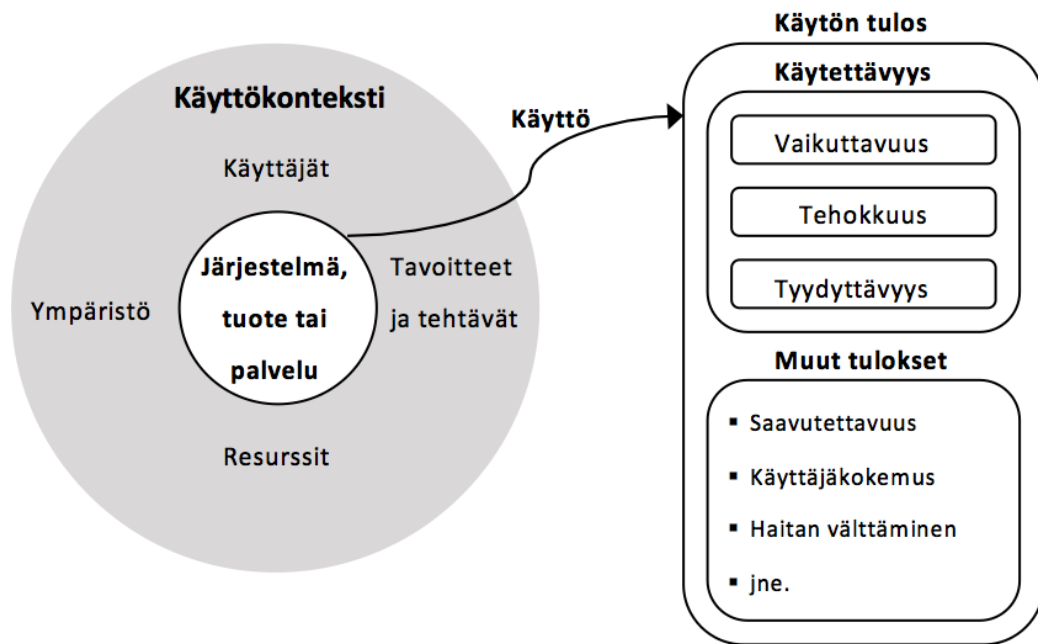 Käyttökonteksti
Käyttäjät
Ympäristö
Järjestelmä,
tuote tai
palvelu
Tavoitteet
ja tehtävät
Resurssit
Käyttö
Käytön tulos
Käytettävyys
Vaikuttavuus
Tehokkuus
Tyydyttävyys
Muut tulokset
▪ Saavutettavuus
▪ Käyttäjäkokemus
▪ Haitan välttäminen
▪ jne.